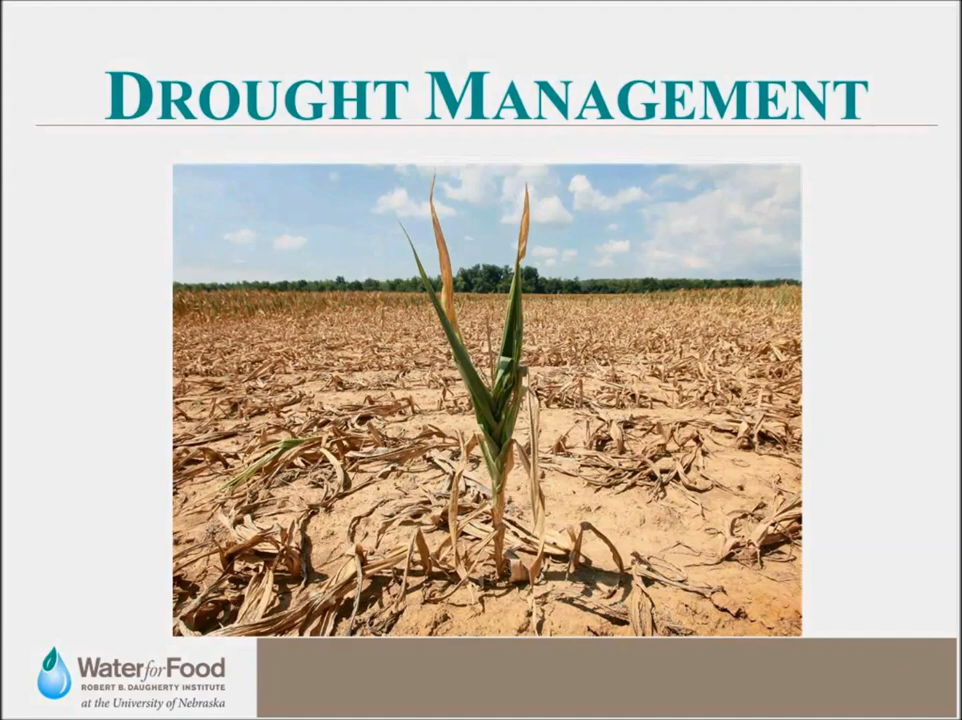 DROUGHT MANAGEMENT
Water for Food
ROBERT B. DAUGHERTY INSTITUTE
at the University of Nebraska